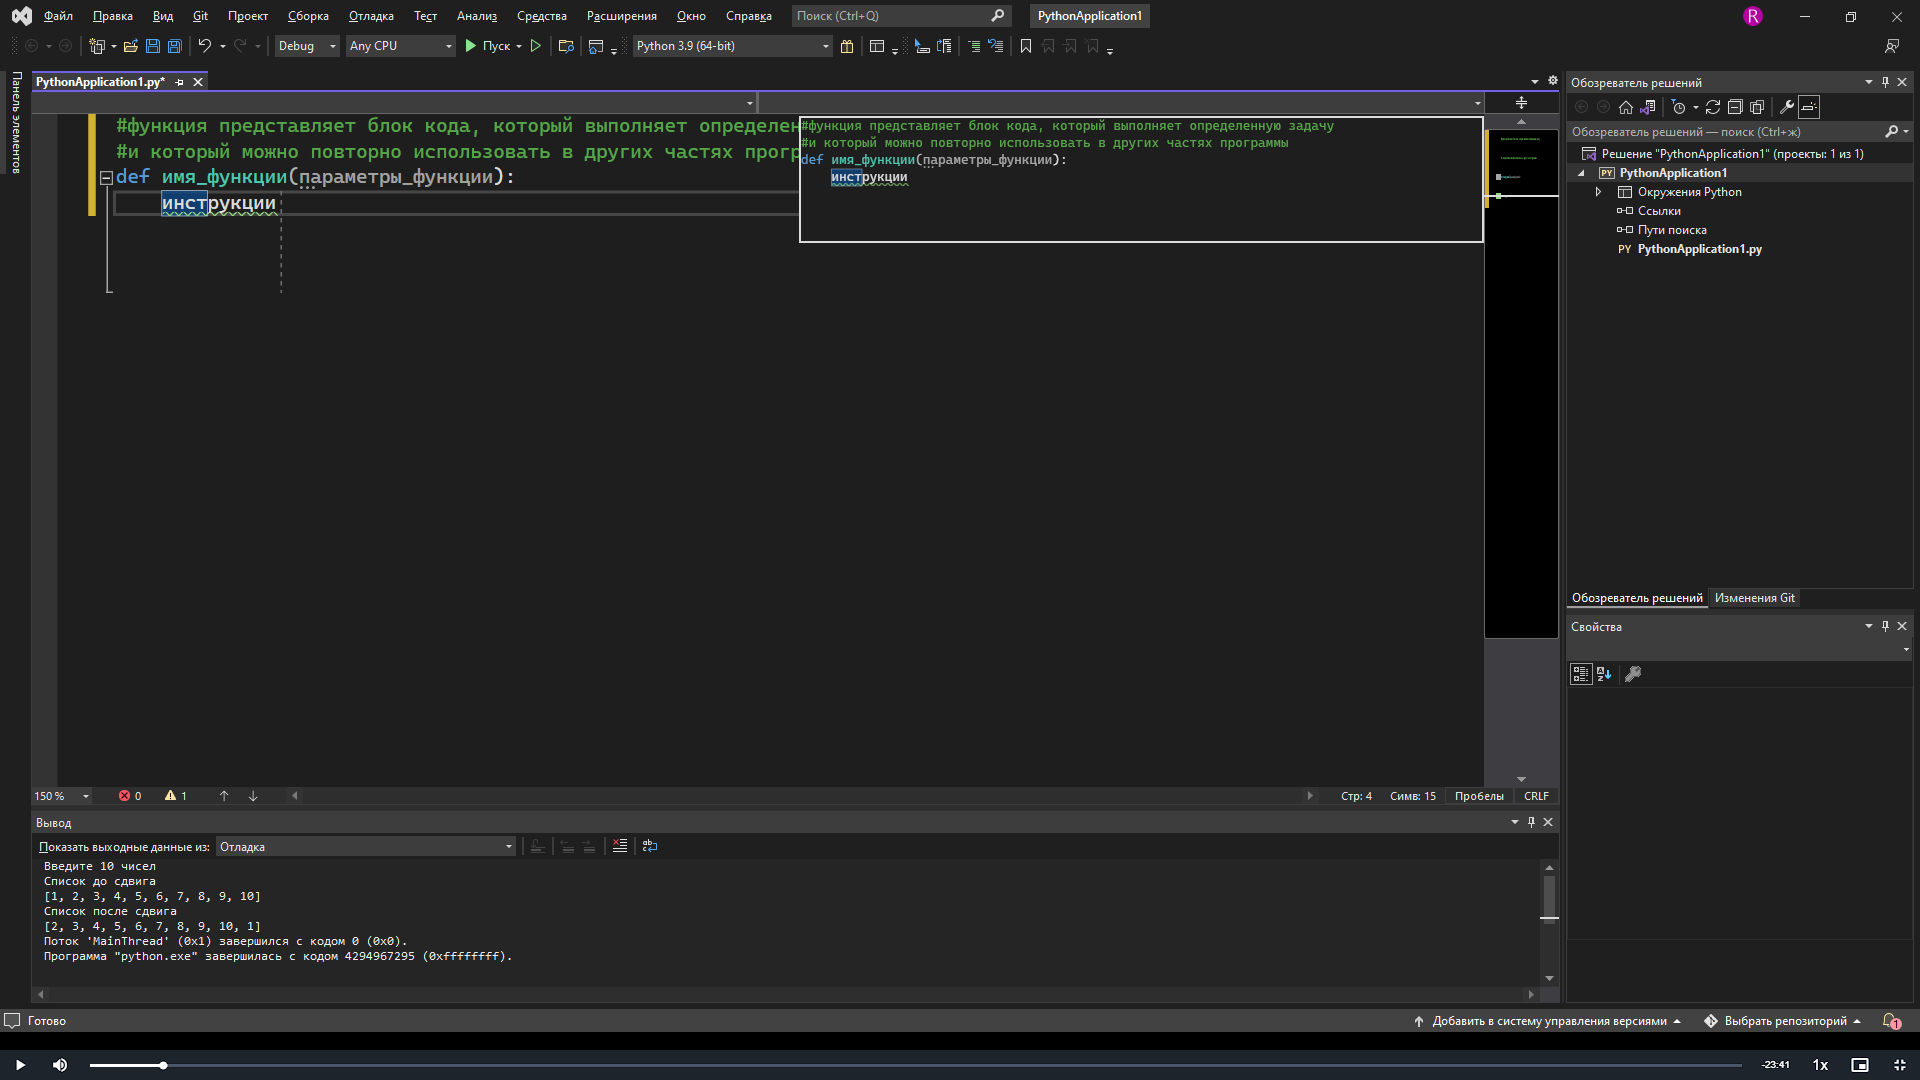 Файл Правка Вид Git Проект Сборка Отладка Тест Анализ Средства Расширения Окно Справка Поиск (Ctrl+Q) PythonApplication1 R
Debug Any CPU Пуск Python 3.9 (64-bit)
Панель элементов
PythonApplication1.py*
#функция представляет блок кода, который выполняет определен
#и который можно повторно использовать в других частях прогр
def имя_функции(параметры_функции):
инструкции
#функция представляет блок кода, который выполняет определенную задачу
#и который можно повторно использовать в других частях программы
def имя_функции(параметры_функции):
инструкции
150 % 0 1 Стр: 4 Симв: 15 Пробелы CRLF
Вывод
Показать выходные данные из: Отладка
Введите 10 чисел
Список до сдвига
[1, 2, 3, 4, 5, 6, 7, 8, 9, 10]
Список после сдвига
[2, 3, 4, 5, 6, 7, 8, 9, 10, 1]
Поток 'MainThread' (0x1) завершился с кодом 0 (0x0).
Программа "python.exe" завершилась с кодом 4294967295 (0xffffffff).
Обозреватель решений
Обозреватель решений — поиск (Ctrl+ж)
Решение "PythonApplication1" (проекты: 1 из 1)
PY PythonApplication1
Окружения Python
Ссылки
Пути поиска
PY PythonApplication1.py
Обозреватель решений Изменения Git
Свойства
Готово Добавить в систему управления версиями Выбрать репозиторий 1
-23:41 1x